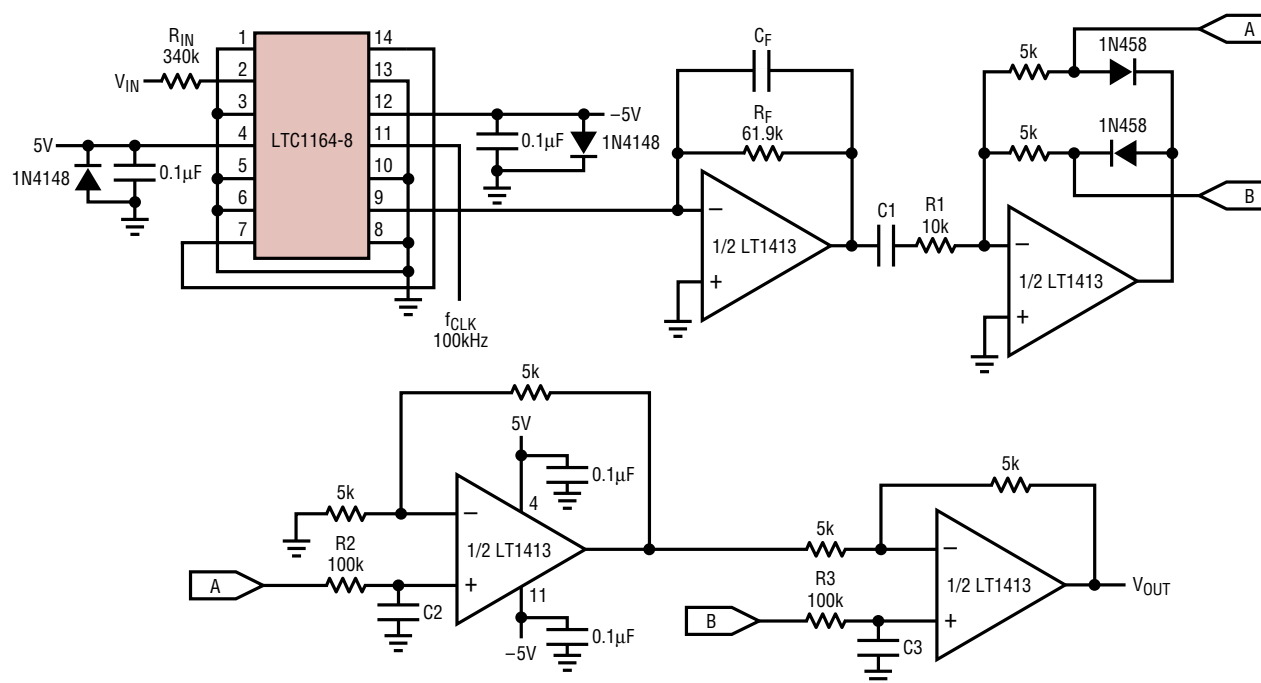 R_IN
340k
V_IN
1
2
3
4
5
6
7
LTC1164-8
14
13
12
11
10
9
8
5V
1N4148
0.1µF
–5V
0.1µF
1N4148
f_CLK
100kHz
C_F
R_F
61.9k
–
+
1/2 LT1413
C1
R1
10k
5k
1N458
A
5k
1N458
B
–
+
1/2 LT1413
5k
5V
0.1µF
4
5k
–
1/2 LT1413
+
R2
100k
A
C2
11
–5V
0.1µF
5k
5k
–
1/2 LT1413
+
V_OUT
R3
100k
B
C3